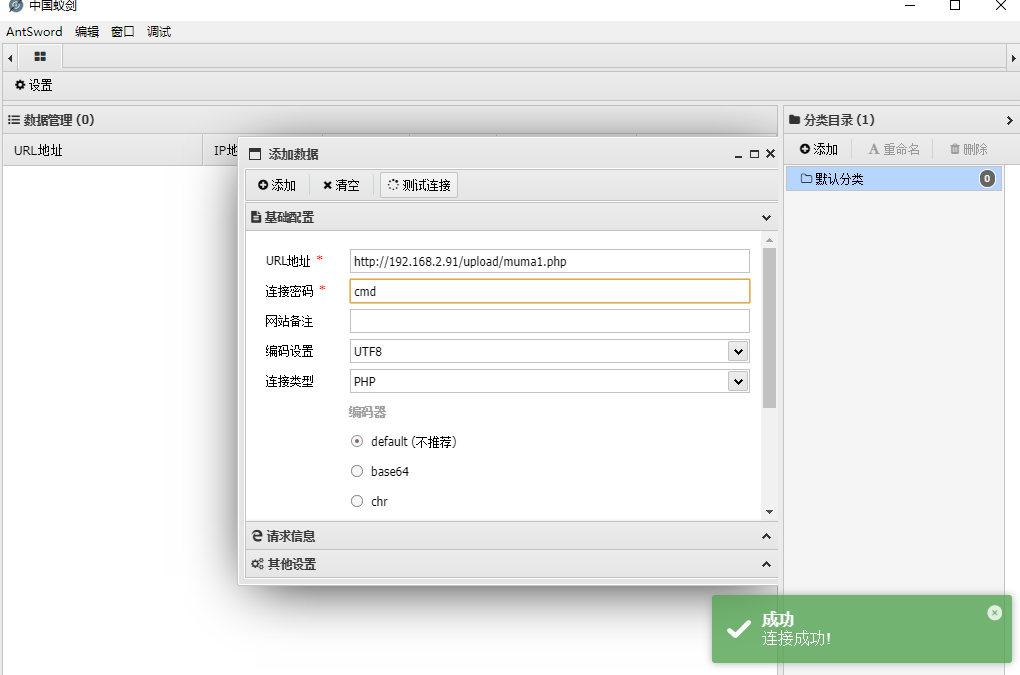 中国蚁剑
AntSword 编辑 窗口 调试
设置
数据管理 (0)
URL地址 IP地
分类目录 (1)
添加 重命名 删除
默认分类 0
添加数据
添加 清空 测试连接
基础配置
URL地址 * http://192.168.2.91/upload/muma1.php
连接密码 * cmd
网站备注
编码设置 UTF8
连接类型 PHP
编码器
default (不推荐)
base64
chr
请求信息
其他设置
成功
连接成功!